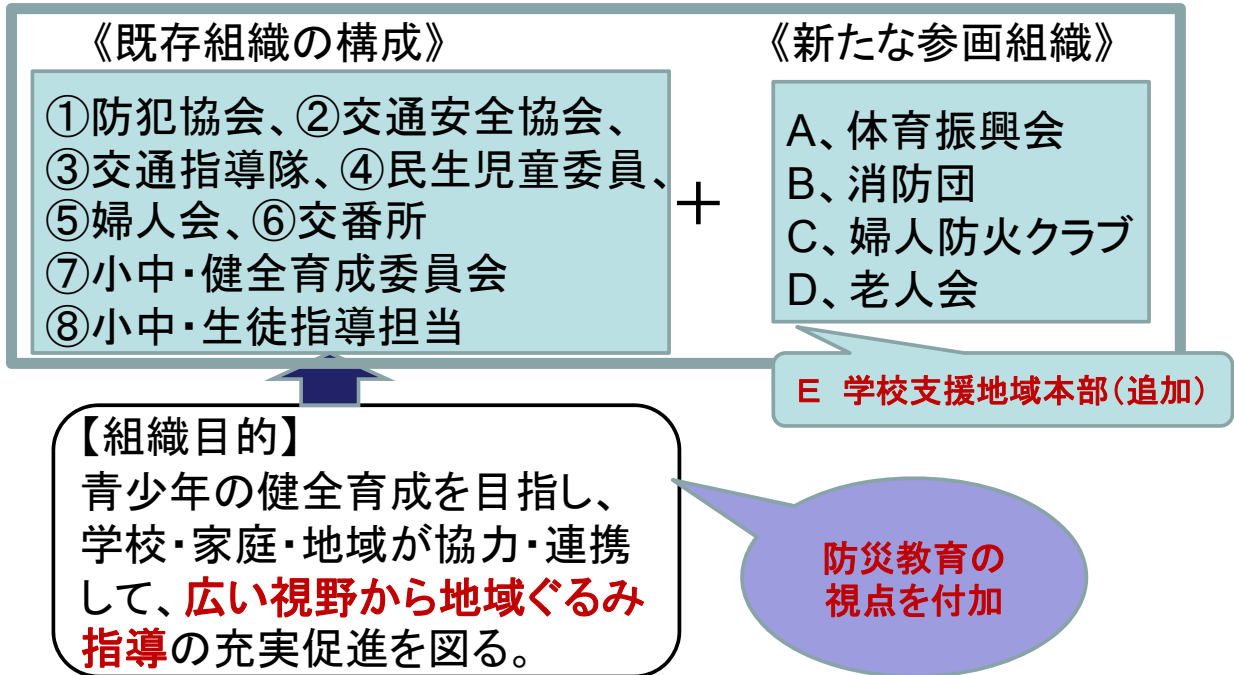 《既存組織の構成》
①防犯協会、②交通安全協会、
③交通指導隊、④民生児童委員、
⑤婦人会、⑥交番所
⑦小中・健全育成委員会
⑧小中・生徒指導担当
＋
《新たな参画組織》
A、体育振興会
B、消防団
C、婦人防火クラブ
D、老人会
E 学校支援地域本部(追加)
【組織目的】
青少年の健全育成を目指し、
学校・家庭・地域が協力・連携
して、広い視野から地域ぐるみ
指導の充実促進を図る。
防災教育の
視点を付加